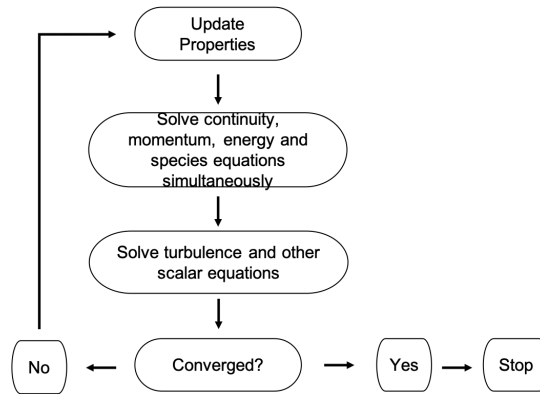 Update
Properties
Solve continuity,
momentum, energy and
species equations
simultaneously
Solve turbulence and other
scalar equations
No
Converged?
Yes
Stop